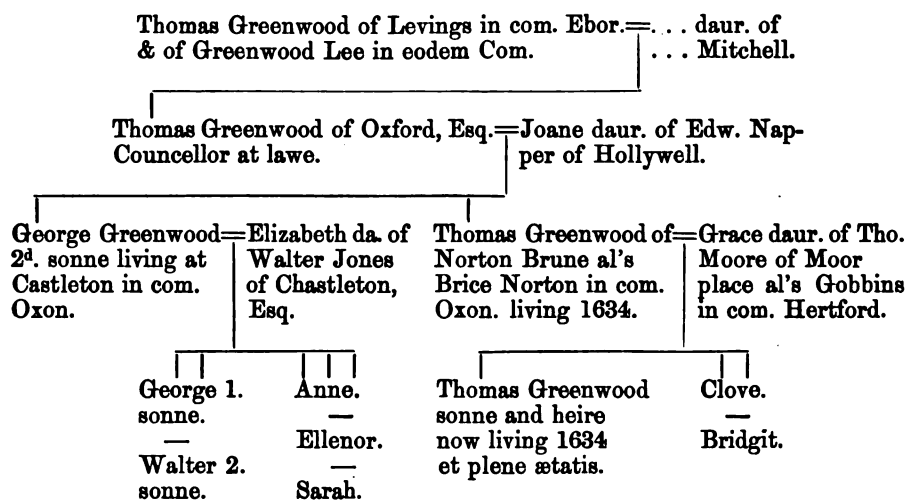 Thomas Greenwood of Levings in com. Ebor.=. . . daur. of
& of Greenwood Lee in eodem Com. . . . Mitchell.
Thomas Greenwood of Oxford, Esq.=Joane daur. of Edw. Nap-
Councellor at lawe. per of Hollywell.
George Greenwood=Elizabeth da. of
2d. sonne living at Walter Jones
Castleton in com. of Chastleton,
Oxon. Esq.
Thomas Greenwood of=Grace daur. of Tho.
Norton Brune al's Moore of Moor
Brice Norton in com. place al's Gobbins
Oxon. living 1634. in com. Hertford.
George 1.
sonne.
—
Walter 2.
sonne.
Anne.
—
Ellenor.
—
Sarah.
Thomas Greenwood
sonne and heire
now living 1634
et plene ætatis.
Clove.
—
Bridgit.